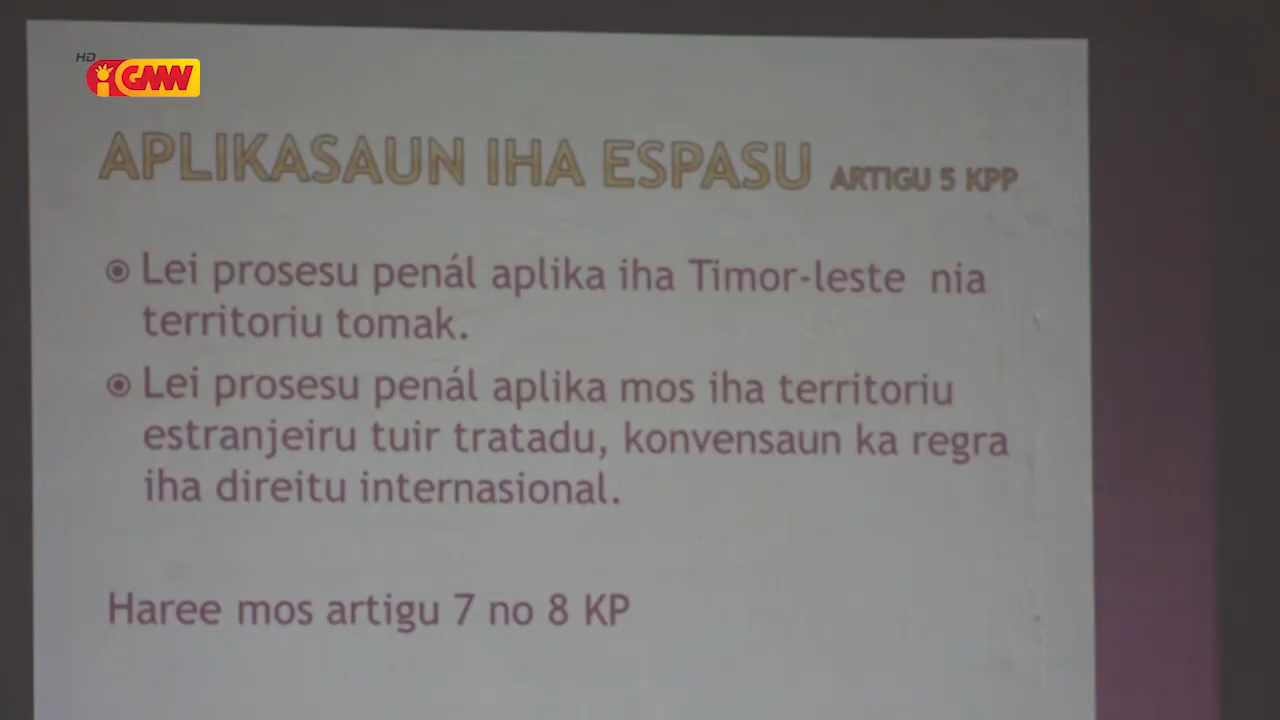 HD
GMN
APLIKASAUN IHA ESPASU ARTIGU 5 KPP
Lei prosesu penál aplika iha Timor-leste nia
territoriu tomak.
Lei prosesu penál aplika mos iha territoriu
estranjeiru tuir tratadu, konvensaun ka regra
iha direitu internasional.
Haree mos artigu 7 no 8 KP